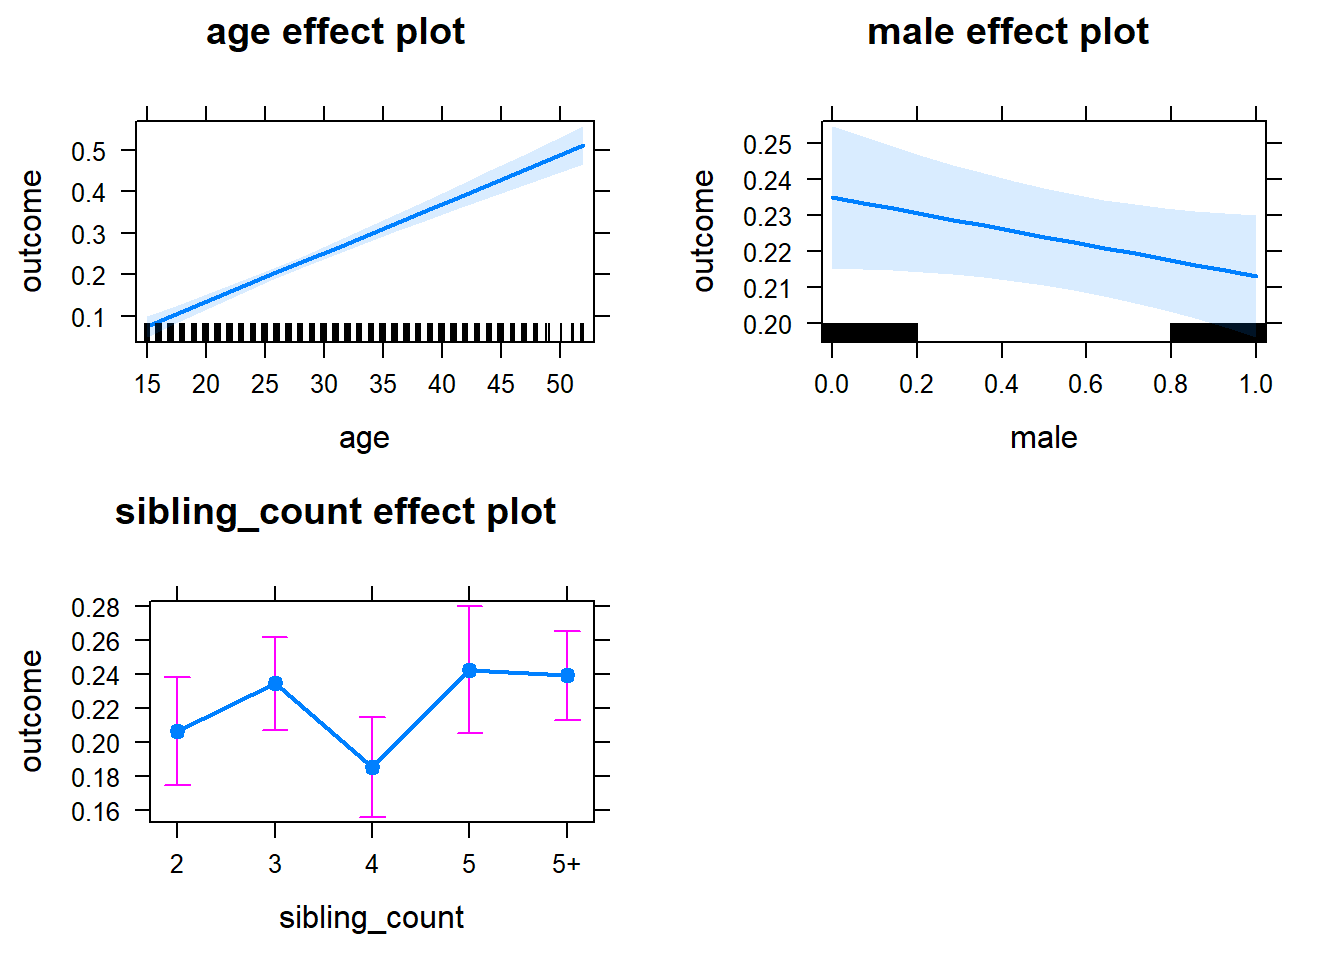 age effect plot
outcome
0.5
0.4
0.3
0.2
0.1
15 20 25 30 35 40 45 50
age
male effect plot
outcome
0.25
0.24
0.23
0.22
0.21
0.20
0.0 0.2 0.4 0.6 0.8 1.0
male
sibling_count effect plot
outcome
0.28
0.26
0.24
0.22
0.20
0.18
0.16
2 3 4 5 5+
sibling_count